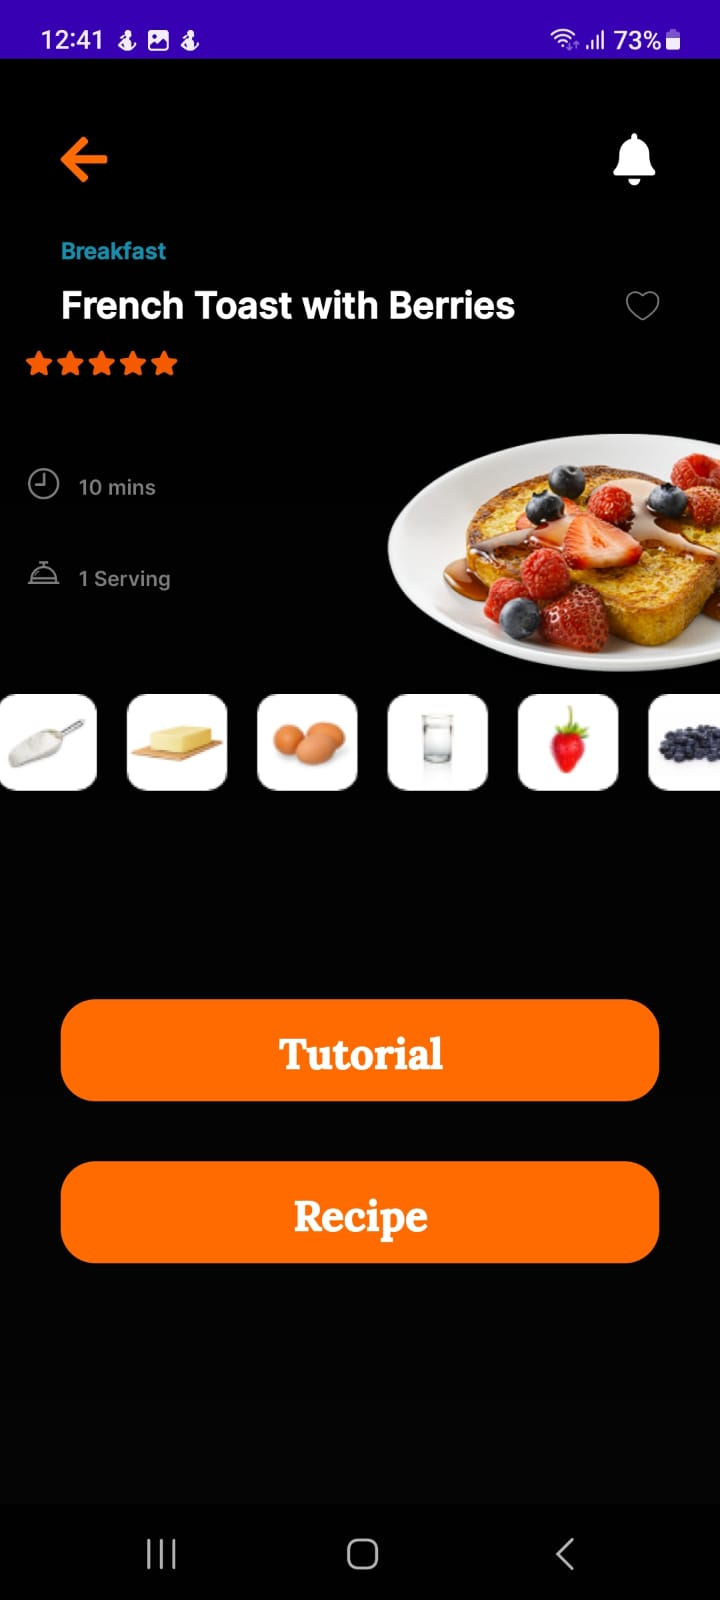 12:41
73%
Breakfast
French Toast with Berries
10 mins
1 Serving
Tutorial
Recipe